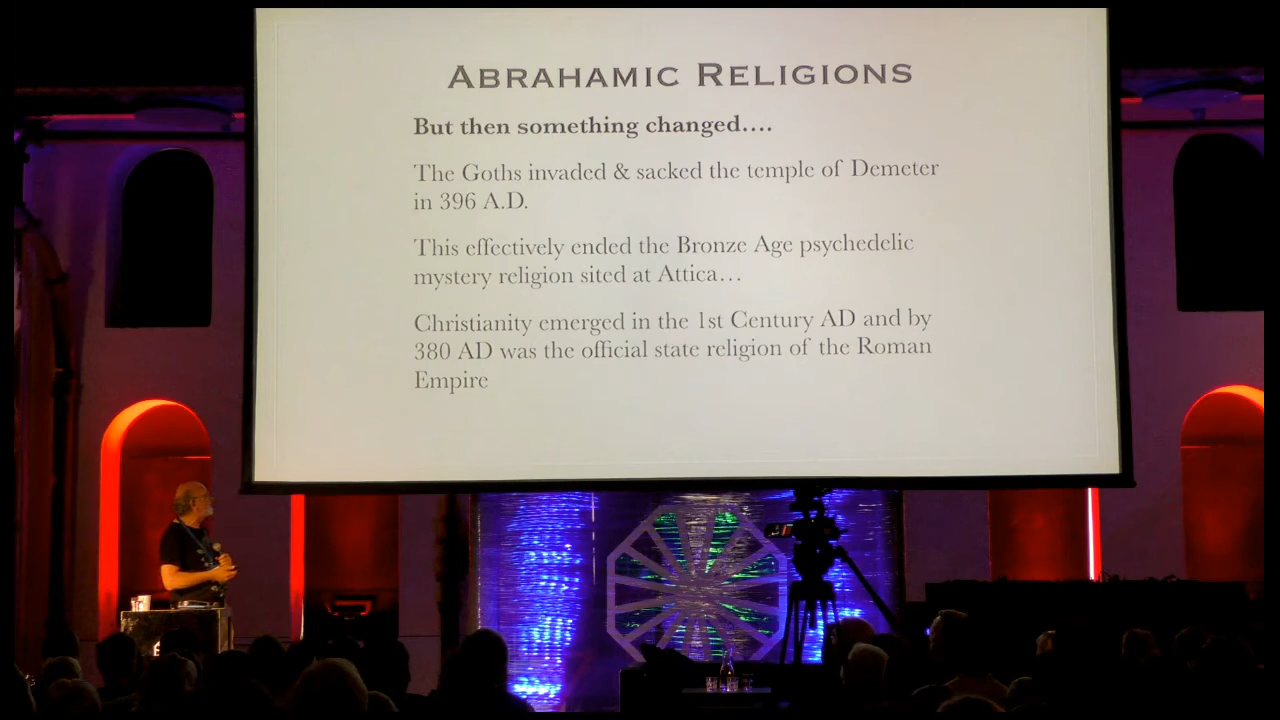 ABRAHAMIC RELIGIONS
But then something changed....
The Goths invaded & sacked the temple of Demeter
in 396 A.D.
This effectively ended the Bronze Age psychedelic
mystery religion sited at Attica...
Christianity emerged in the 1st Century AD and by
380 AD was the official state religion of the Roman
Empire